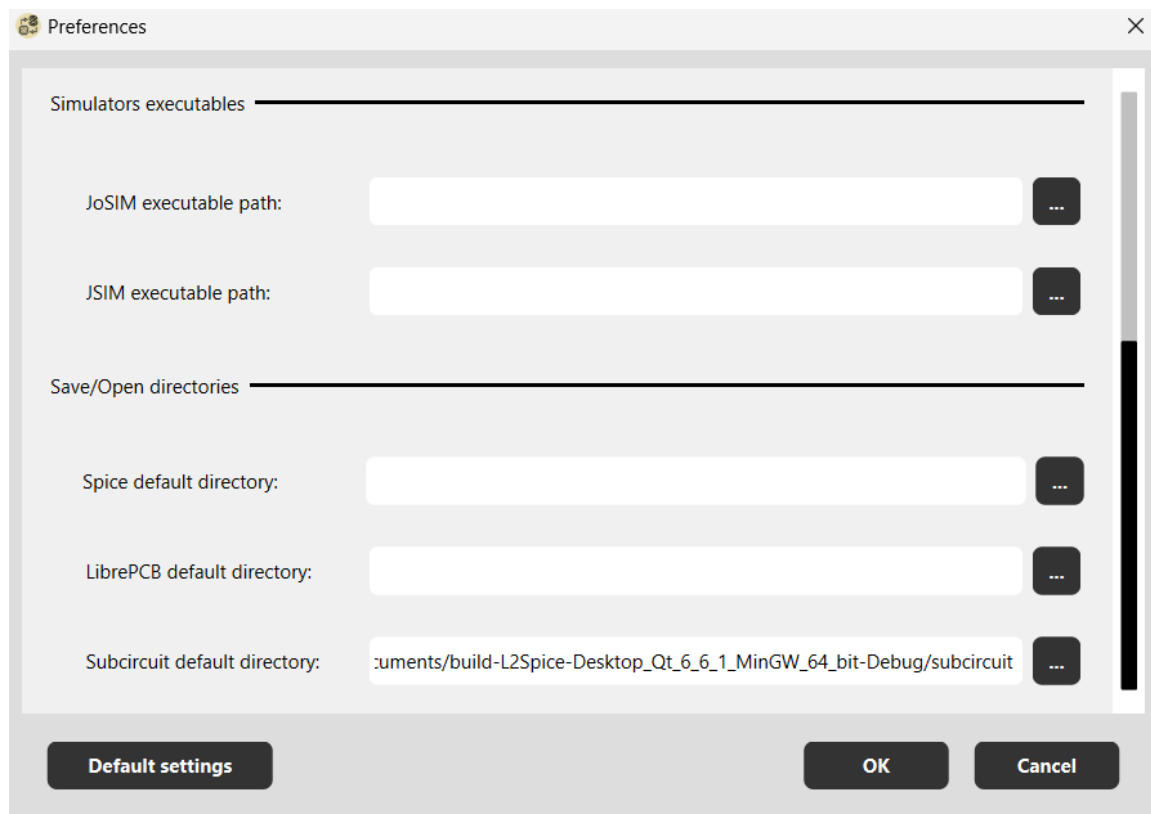 Preferences
Simulators executables
JoSIM executable path:
...
JSIM executable path:
...
Save/Open directories
Spice default directory:
...
LibrePCB default directory:
...
Subcircuit default directory: :uments/build-L2Spice-Desktop_Qt_6_6_1_MinGW_64_bit-Debug/subcircuit ...
Default settings OK Cancel